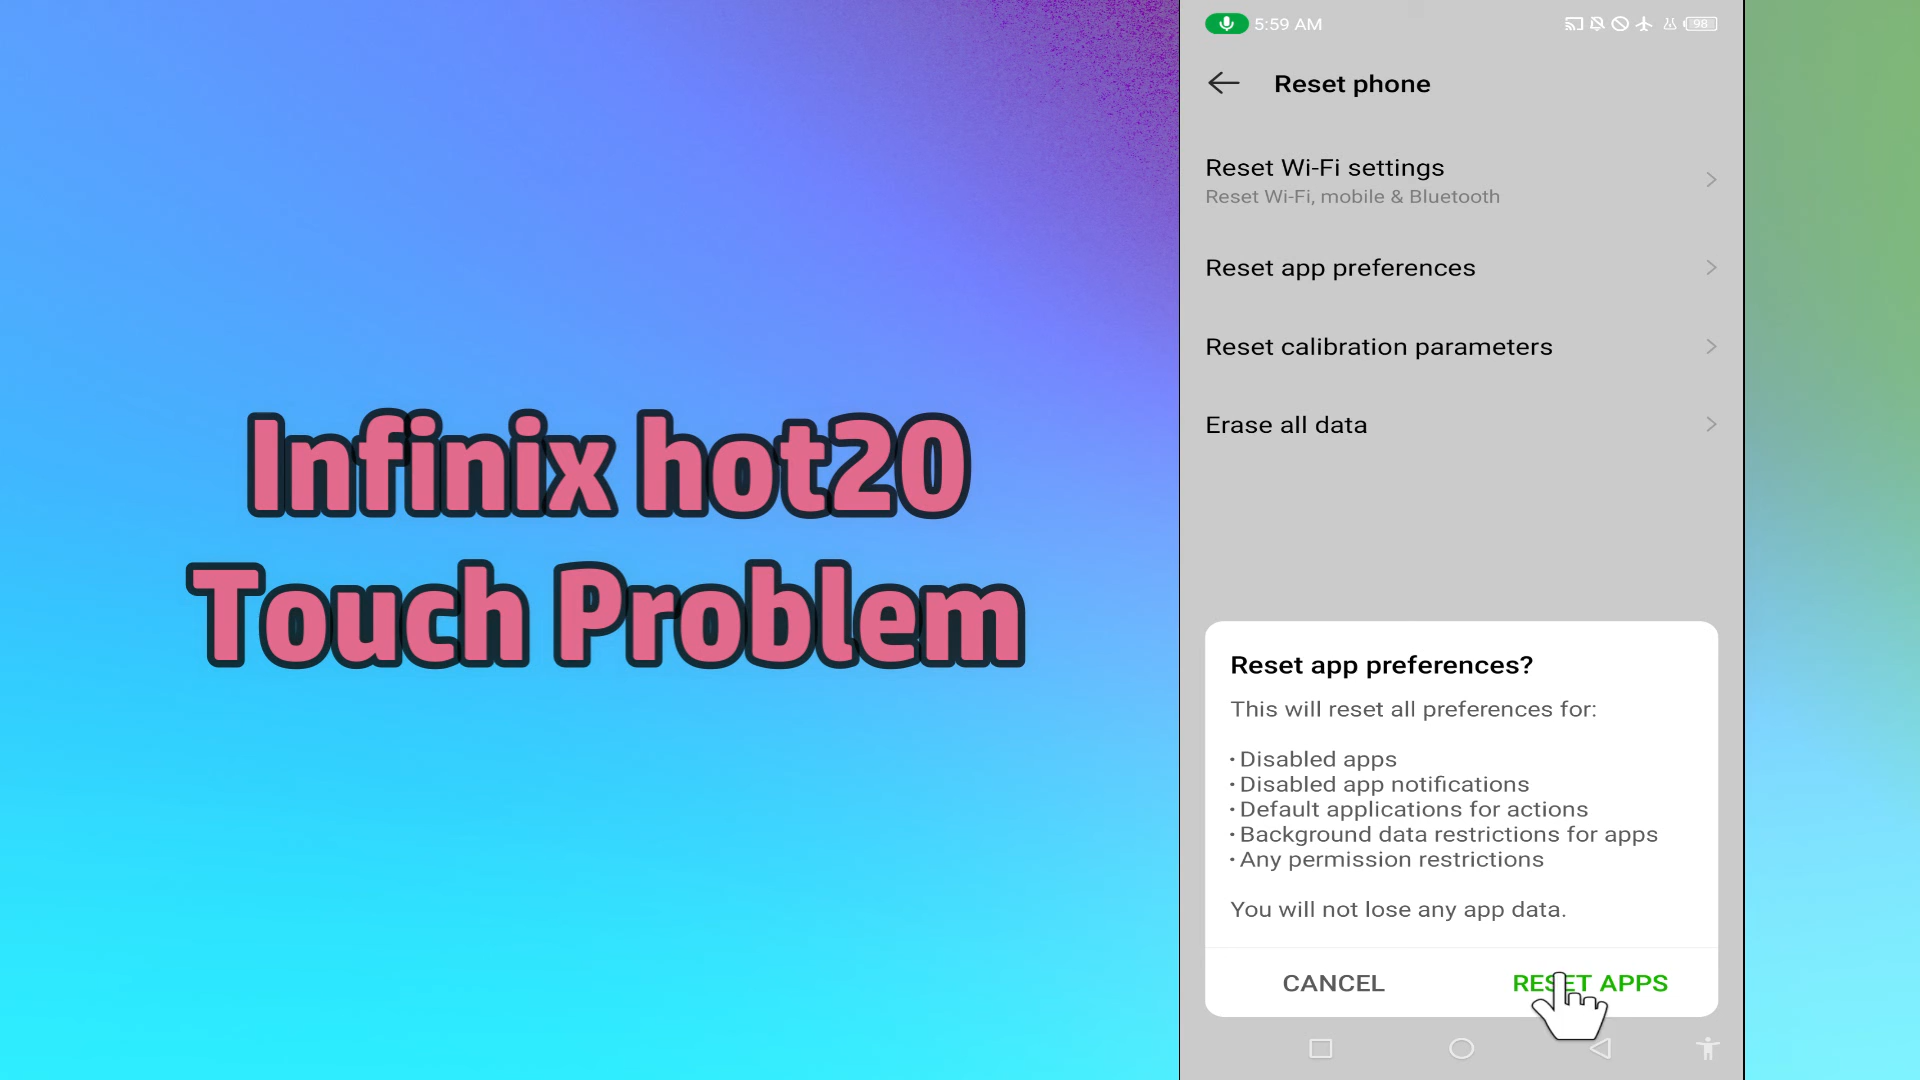 Infinix hot20
Touch Problem
5:59 AM
98
Reset phone
Reset Wi-Fi settings
Reset Wi-Fi, mobile & Bluetooth
Reset app preferences
Reset calibration parameters
Erase all data
Reset app preferences?
This will reset all preferences for:
• Disabled apps
• Disabled app notifications
• Default applications for actions
• Background data restrictions for apps
• Any permission restrictions
You will not lose any app data.
CANCEL
RESET APPS